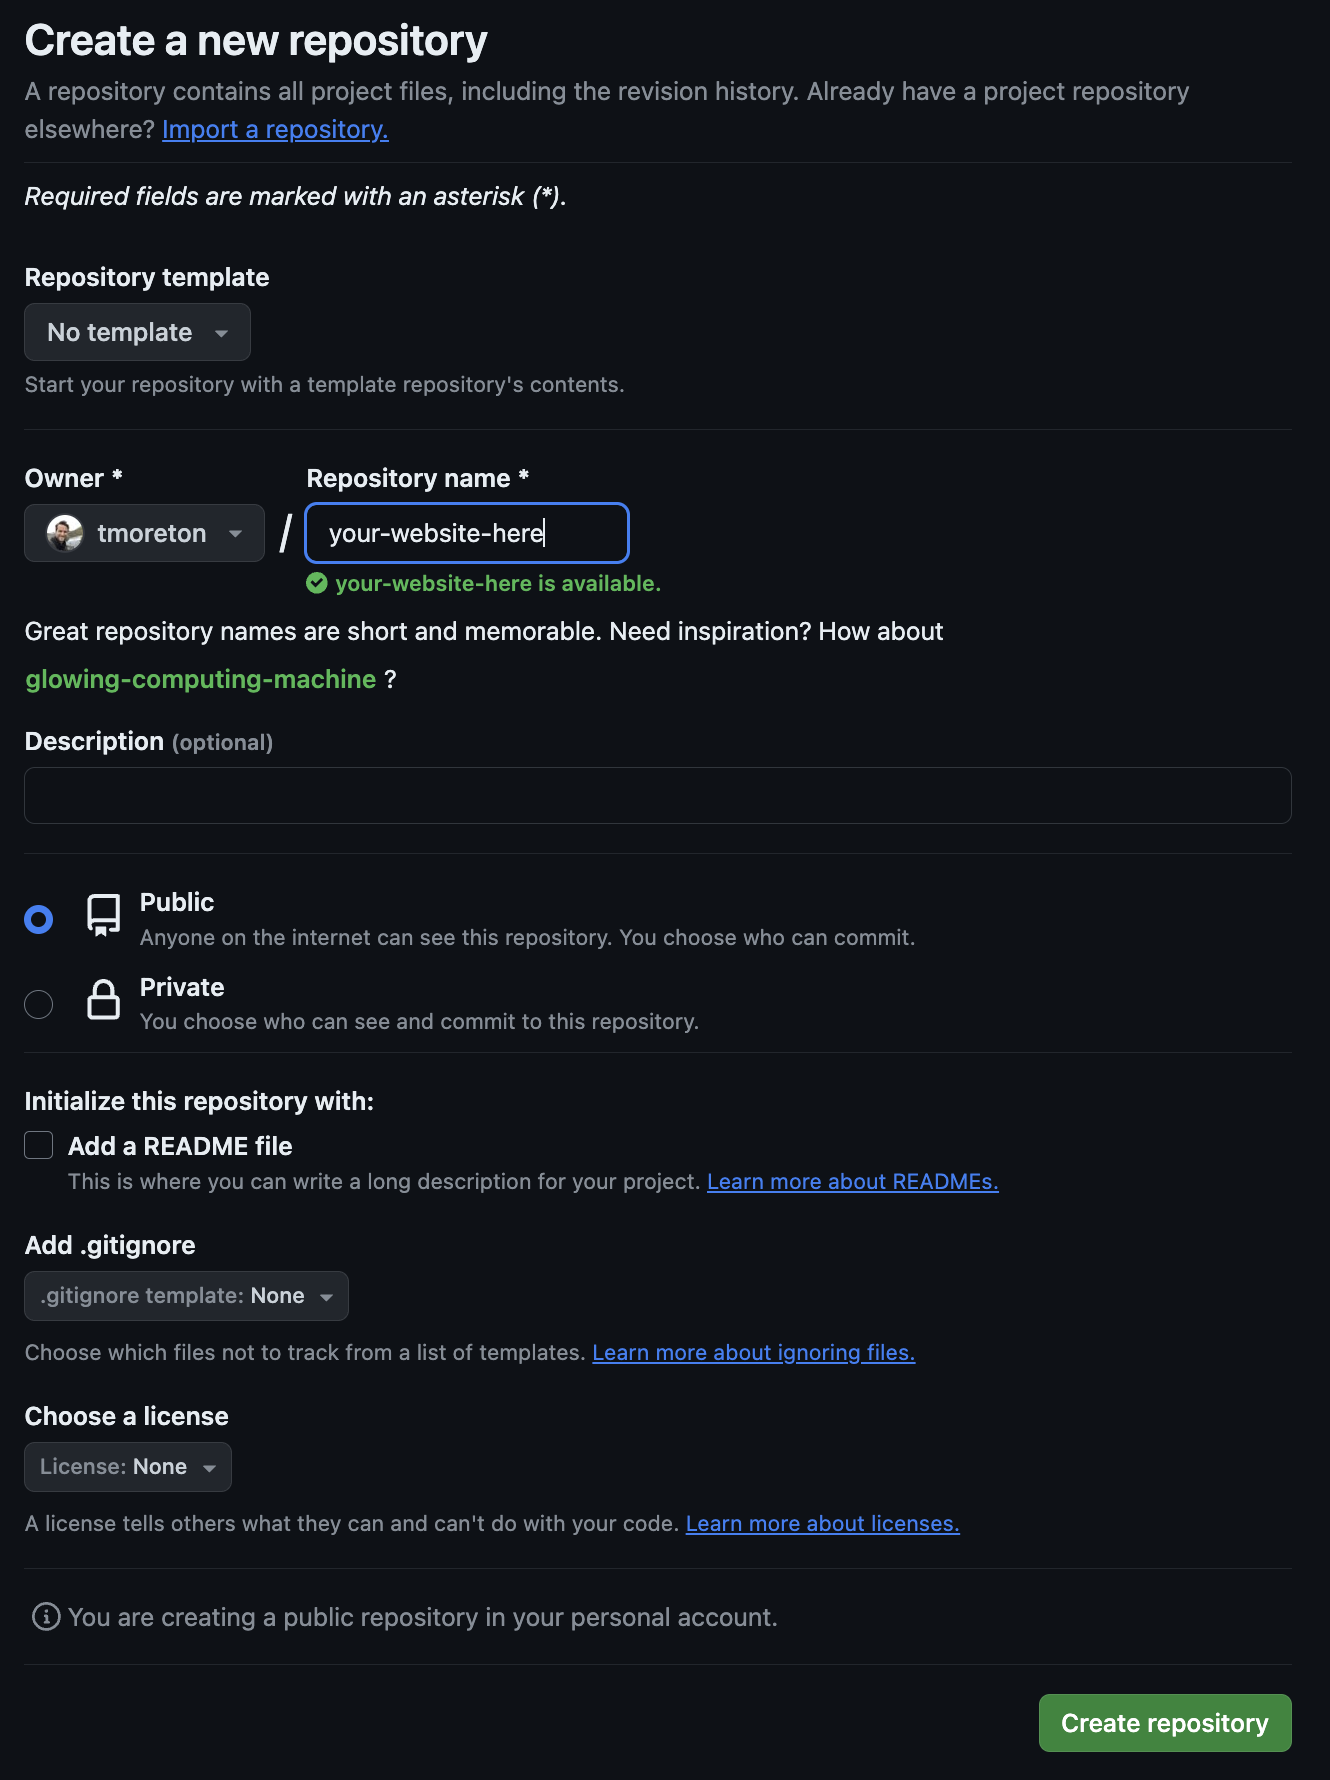 Create a new repository
A repository contains all project files, including the revision history. Already have a project repository
elsewhere? Import a repository.
Required fields are marked with an asterisk (*).
Repository template
No template
Start your repository with a template repository's contents.
Owner *
Repository name *
tmoreton
/
your-website-here
your-website-here is available.
Great repository names are short and memorable. Need inspiration? How about
glowing-computing-machine ?
Description (optional)
Public
Anyone on the internet can see this repository. You choose who can commit.
Private
You choose who can see and commit to this repository.
Initialize this repository with:
Add a README file
This is where you can write a long description for your project. Learn more about READMEs.
Add .gitignore
.gitignore template: None
Choose which files not to track from a list of templates. Learn more about ignoring files.
Choose a license
License: None
A license tells others what they can and can't do with your code. Learn more about licenses.
You are creating a public repository in your personal account.
Create repository